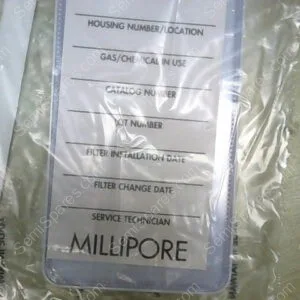 HOUSING NUMBER/LOCATION
GAS/CHEMICAL IN USE
CATALOG NUMBER
LOT NUMBER
FILTER INSTALLATION DATE
FILTER CHANGE DATE
SERVICE TECHNICIAN
MILLIPORE